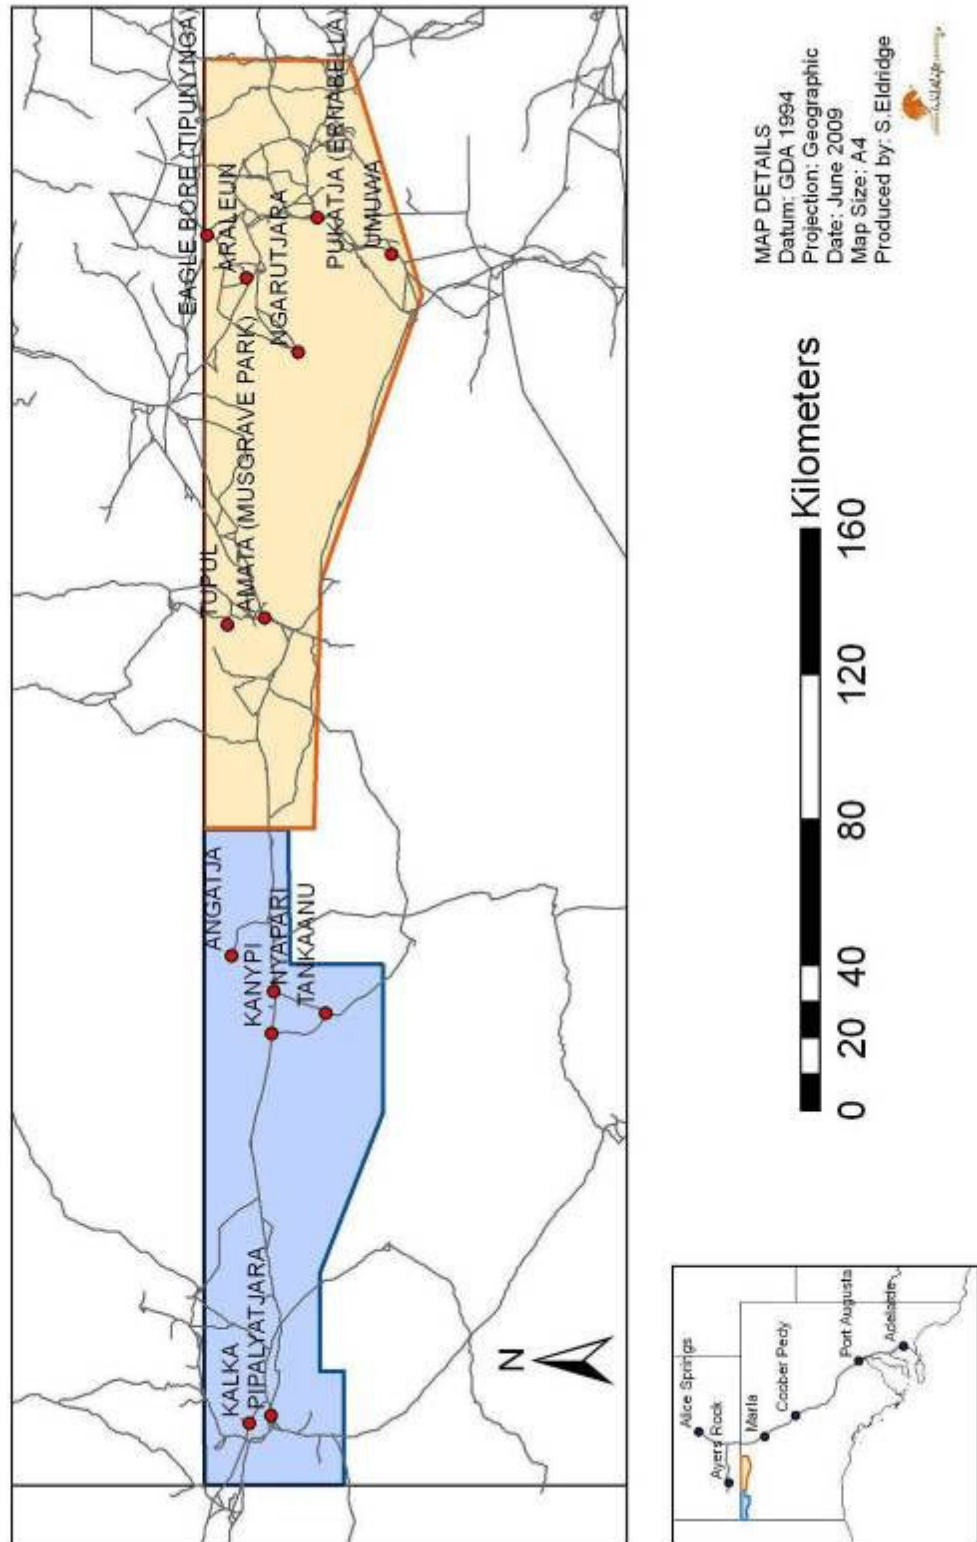 EAGLE BORE (TIPUNYNGA)
ARALEUN
NGARUTJARA
PUKATJA (ERNABELLA)
UMUWA
TUPUL
AMATA (MUSGRAVE PARK)
ANGATJA
KANYPI
NYAPARI
TANKAANU
KALKA
PIPALYATJARA
N
Alice Springs
Ayers Rock
Marla
Coober Pedy
Port Augusta
Adelaide
0 20 40 80 120 160
Kilometers
MAP DETAILS
Datum: GDA 1994
Projection: Geographic
Date: June 2009
Map Size: A4
Produced by: S.Eldridge
wildlife